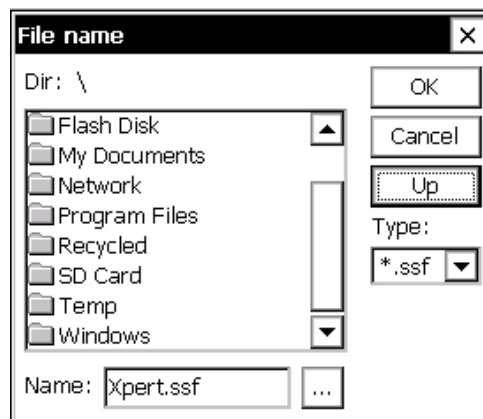 File name
Dir: \
Flash Disk
My Documents
Network
Program Files
Recycled
SD Card
Temp
Windows
OK
Cancel
Up
Type:
*.ssf
Name: Xpert.ssf ...